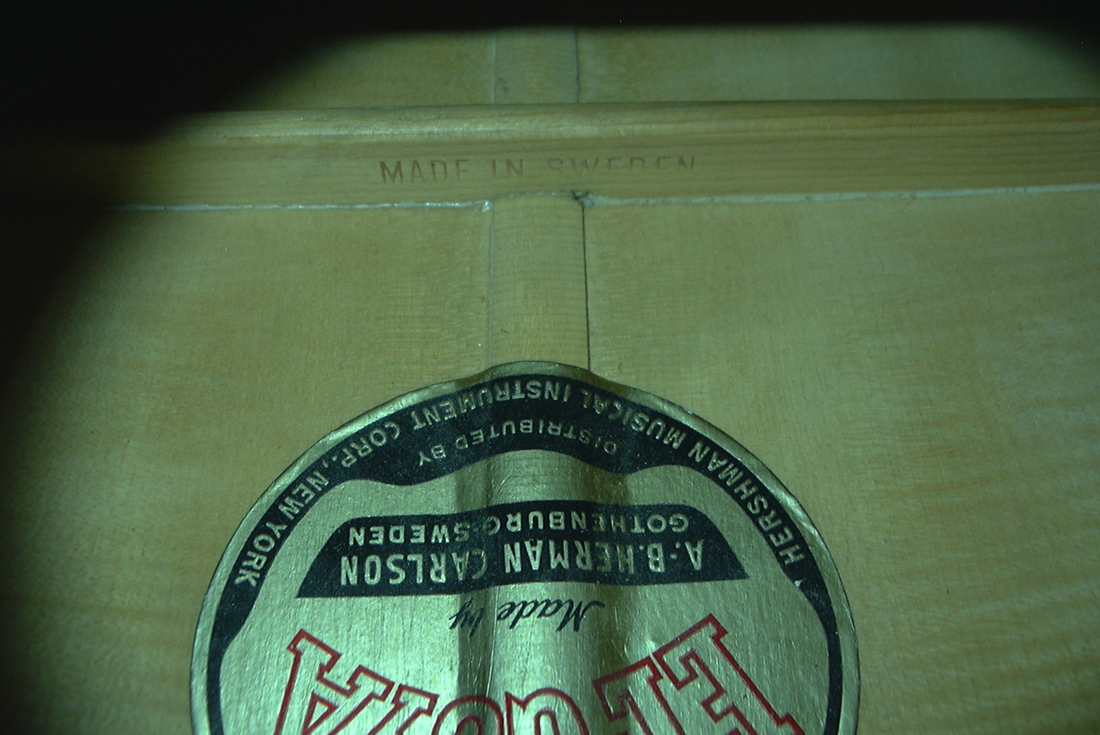 MADE IN SWEDEN
Made by
A.-B. HERMAN CARLSON
GOTHENBURG-SWEDEN
DISTRIBUTED BY
HERSHMAN MUSICAL INSTRUMENT CORP., NEW YORK